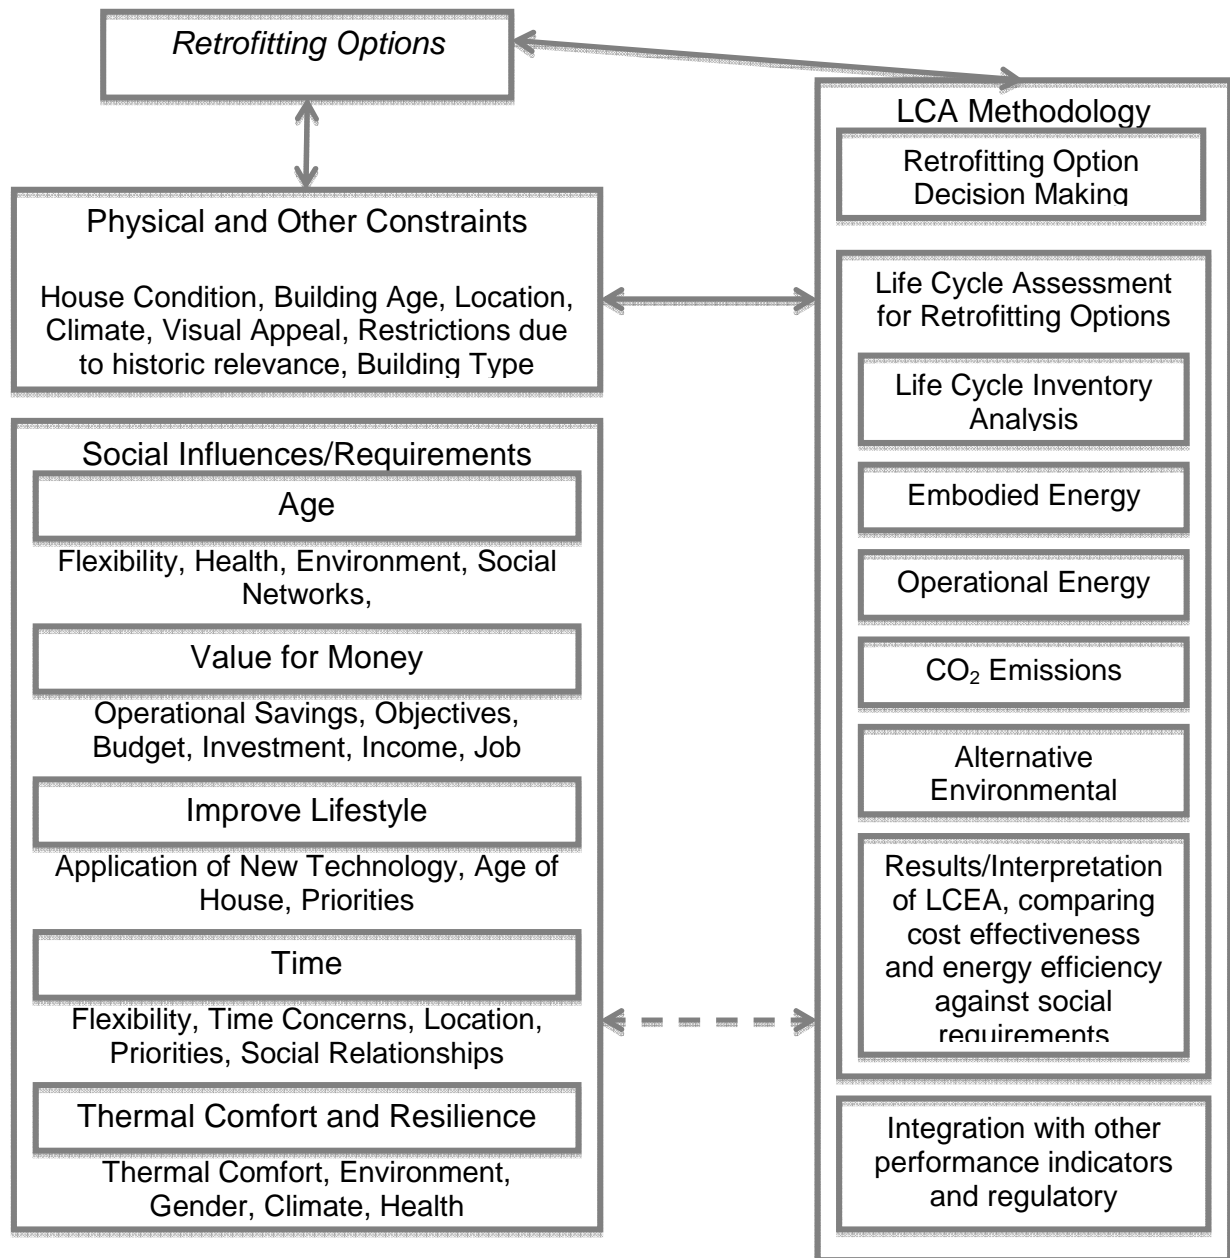 Retrofitting Options
Physical and Other Constraints
House Condition, Building Age, Location,
Climate, Visual Appeal, Restrictions due
to historic relevance, Building Type
Social Influences/Requirements
Age
Flexibility, Health, Environment, Social
Networks,
Value for Money
Operational Savings, Objectives,
Budget, Investment, Income, Job
Improve Lifestyle
Application of New Technology, Age of
House, Priorities
Time
Flexibility, Time Concerns, Location,
Priorities, Social Relationships
Thermal Comfort and Resilience
Thermal Comfort, Environment,
Gender, Climate, Health
LCA Methodology
Retrofitting Option
Decision Making
Life Cycle Assessment
for Retrofitting Options
Life Cycle Inventory
Analysis
Embodied Energy
Operational Energy
CO₂ Emissions
Alternative
Environmental
Results/Interpretation
of LCEA, comparing
cost effectiveness
and energy efficiency
against social
requirements
Integration with other
performance indicators
and regulatory